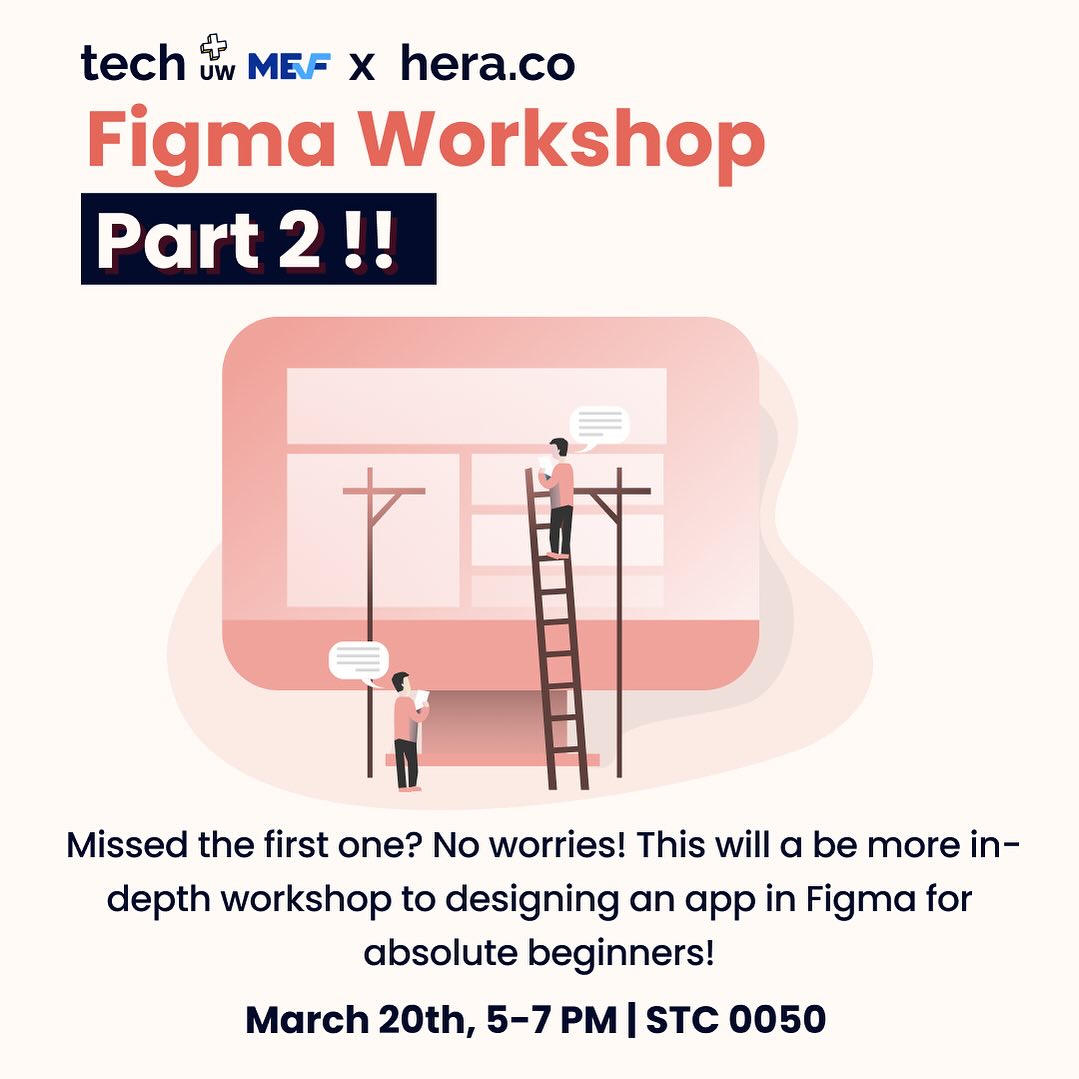 tech + UW MEF x hera.co
Figma Workshop
Part 2 !!
Missed the first one? No worries! This will a be more in-
depth workshop to designing an app in Figma for
absolute beginners!
March 20th, 5-7 PM | STC 0050